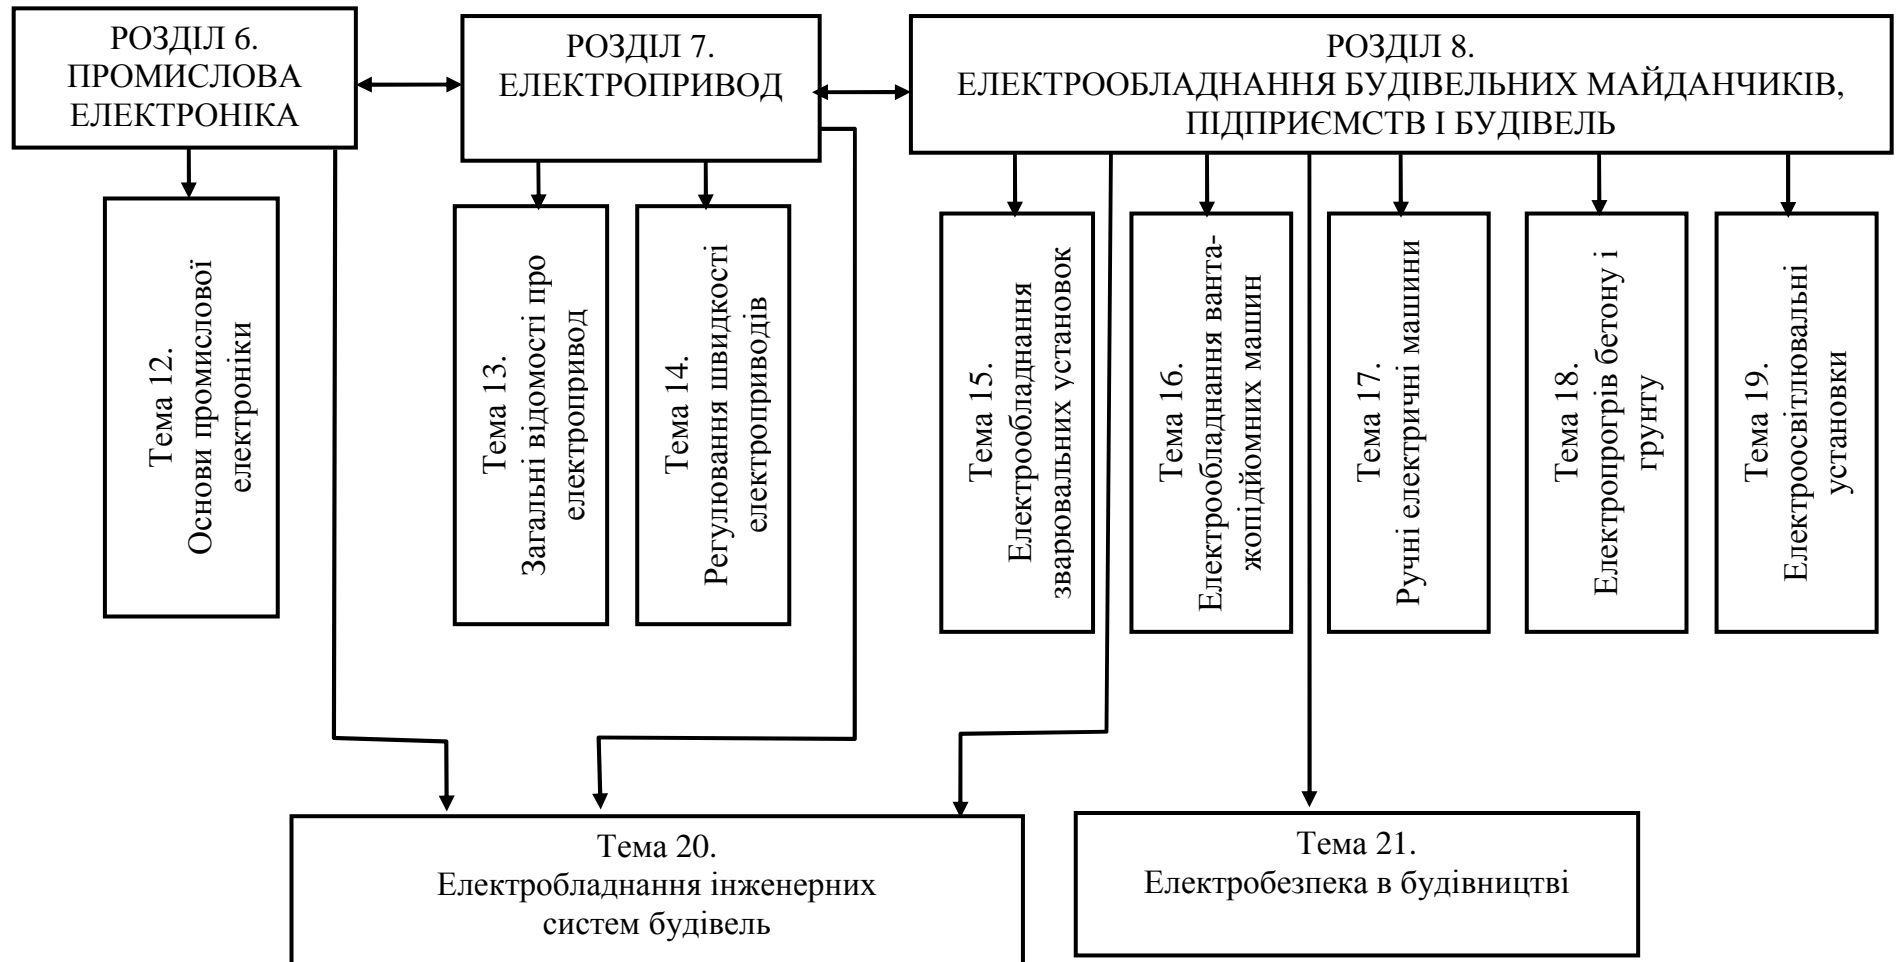 РОЗДІЛ 6.
ПРОМИСЛОВА
ЕЛЕКТРОНІКА
РОЗДІЛ 7.
ЕЛЕКТРОПРИВОД
РОЗДІЛ 8.
ЕЛЕКТРООБЛАДНАННЯ БУДІВЕЛЬНИХ МАЙДАНЧИКІВ,
ПІДПРИЄМСТВ І БУДІВЕЛЬ
Тема 12.
Основи промислової
електроніки
Тема 13.
Загальні відомості про
електропривод
Тема 14.
Регулювання швидкості
електроприводів
Тема 15.
Електрообладнання
зварювальних установок
Тема 16.
Електрообладнання ванта-
жопідйомних машин
Тема 17.
Ручні електричні машини
Тема 18.
Електропрогрів бетону і
грунту
Тема 19.
Електроосвітлювальні
установки
Тема 20.
Електробладнання інженерних
систем будівель
Тема 21.
Електробезпека в будівництві